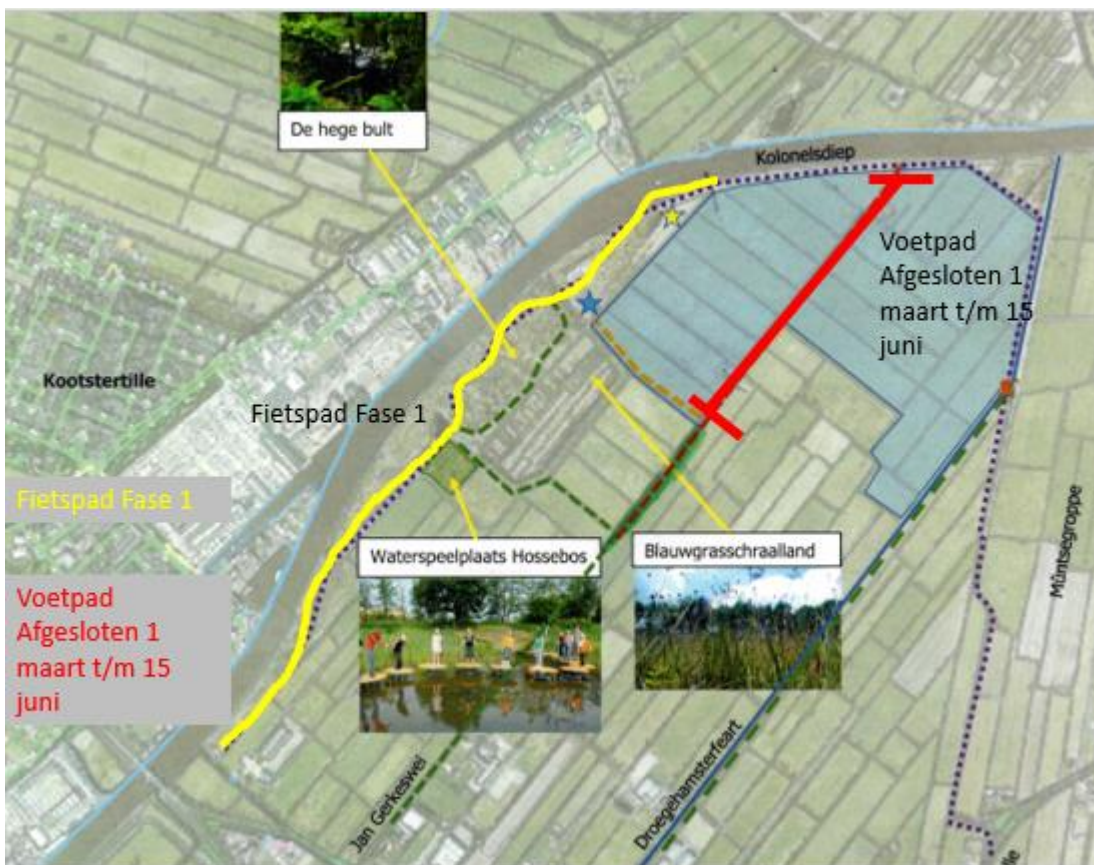 De hege bult
Kolonelsdiep
Voetpad
Afgesloten 1
maart t/m 15
juni
Kootstertille
Fietspad Fase 1
Fietspad Fase 1
Waterspeelplaats Hossebos
Blauwgrasschraalland
Mûntsegroppe
Voetpad
Afgesloten 1
maart t/m 15
juni
Jan Gerkeswei
Droegehamsterfeart